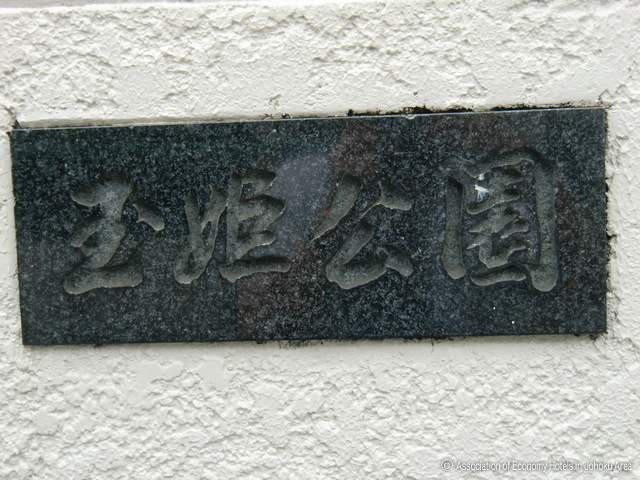 玉姫公園
© Association of Economy Hotels in Johoku Area